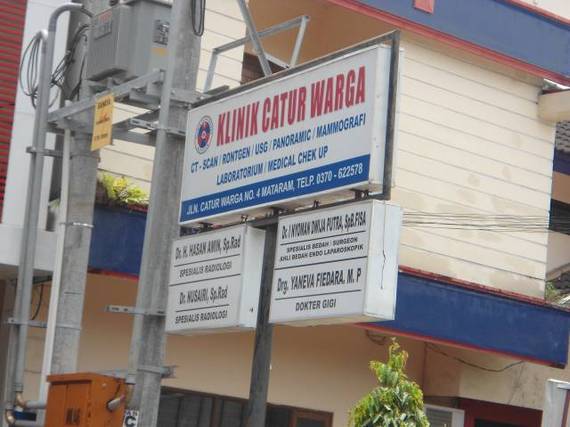 KLINIK CATUR WARGA
CT - SCAN / RONTGEN / USG / PANORAMIC / MAMMOGRAFI
LABORATORIUM / MEDICAL CHEK UP
JLN. CATUR WARGA NO. 4 MATARAM, TELP. 0370 - 622578
Dr. H. HASAN AMIN, Sp.Rad
SPESIALIS RADIOLOGI
Dr. HUSAIRI, Sp.Rad
SPESIALIS RADIOLOGI
Dr. I NYOMAN DWIJA PUTRA, SpB.FISA
SPESIALIS BEDAH / SURGEON
AHLI BEDAH ENDO LAPAROSKOPIK
Drg. YANEVA FIEDARA, M. P
DOKTER GIGI